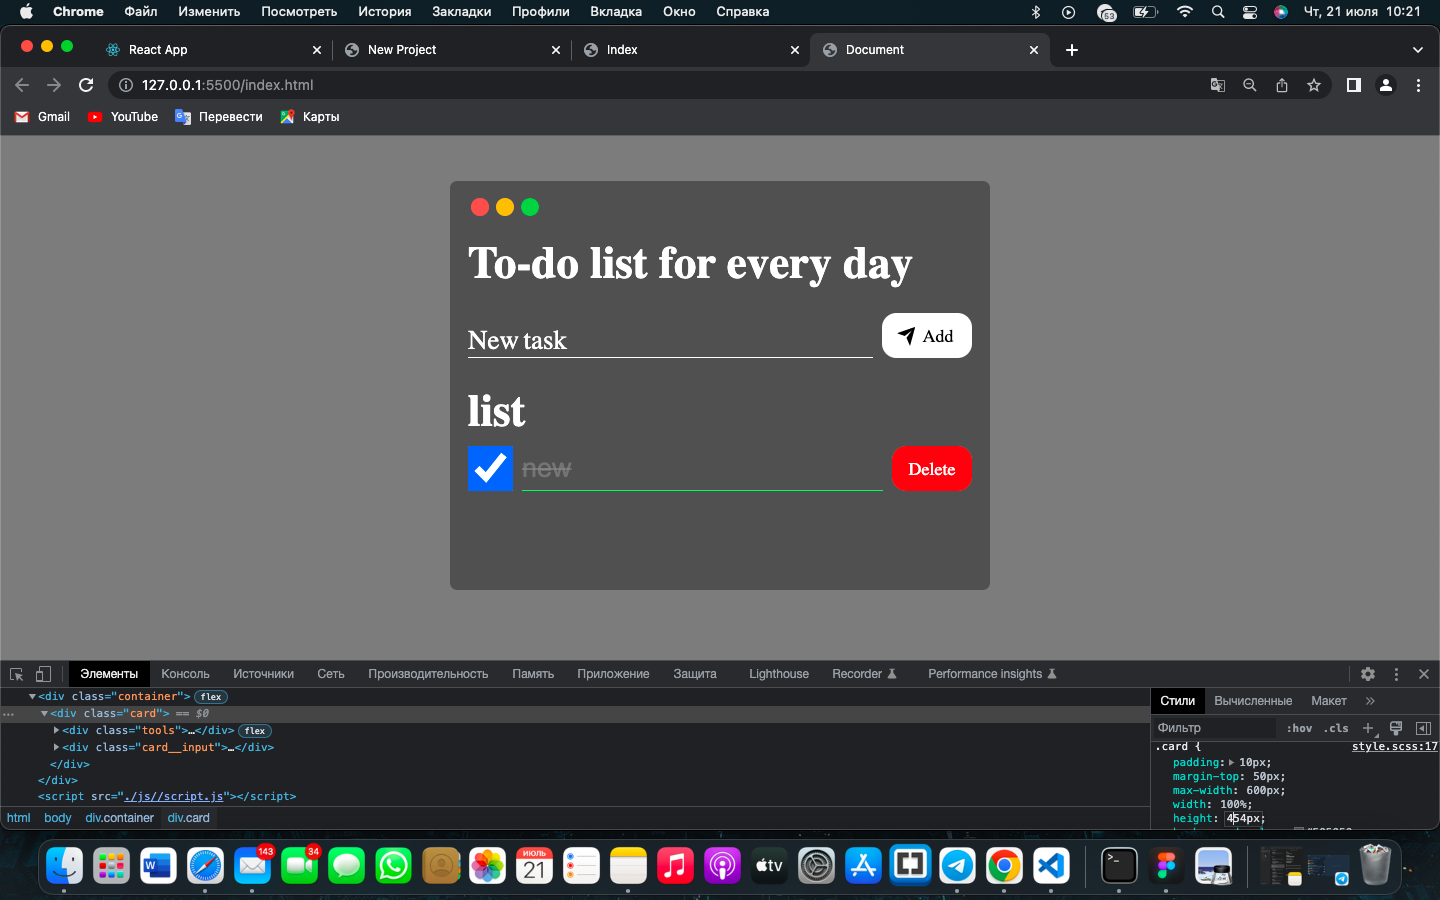 Chrome Файл Изменить Посмотреть История Закладки Профили Вкладка Окно Справка 53 Чт, 21 июля 10:21
React App New Project Index Document
127.0.0.1:5500/index.html
Gmail YouTube Перевести Карты
To-do list for every day
New task Add
list
new Delete
Элементы Консоль Источники Сеть Производительность Память Приложение Защита Lighthouse Recorder Performance insights
<div class="container"> flex
<div class="card"> == $0
<div class="tools">…</div> flex
<div class="card__input">…</div>
</div>
</div>
<script src="./js//script.js"></script>
html body div.container div.card
Стили Вычисленные Макет »
Фильтр :hov .cls
.card { style.scss:17
padding: 10px;
margin-top: 50px;
max-width: 600px;
width: 100%;
height: 454px;
143 34 ИЮЛЬ 21 tv